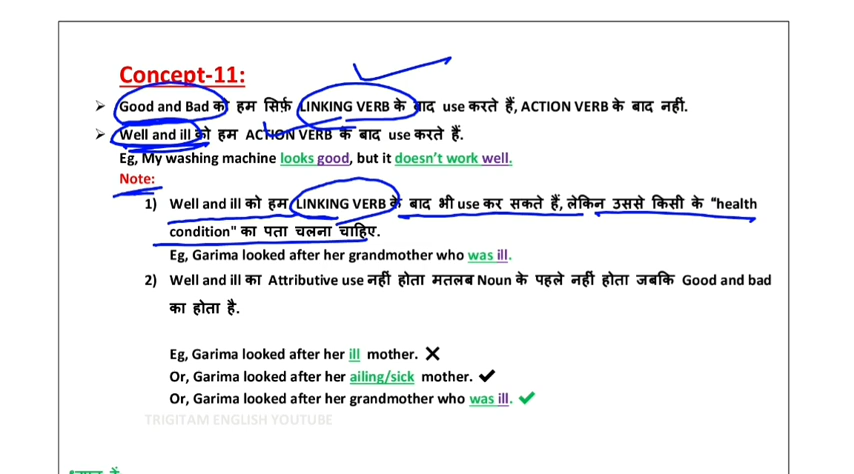 Concept-11:
➢ Good and Bad को हम सिर्फ़ LINKING VERB के बाद use करते हैं, ACTION VERB के बाद नहीं.
➢ Well and ill को हम ACTION VERB के बाद use करते हैं.
Eg, My washing machine looks good, but it doesn't work well.
Note:
1) Well and ill को हम LINKING VERB के बाद भी use कर सकते हैं, लेकिन उससे किसी के "health
condition" का पता चलना चाहिए.
Eg, Garima looked after her grandmother who was ill.
2) Well and ill का Attributive use नहीं होता मतलब Noun के पहले नहीं होता जबकि Good and bad
का होता है.
Eg, Garima looked after her ill mother. ❌
Or, Garima looked after her ailing/sick mother. ✔
Or, Garima looked after her grandmother who was ill. ✔
TRIGITAM ENGLISH YOUTUBE